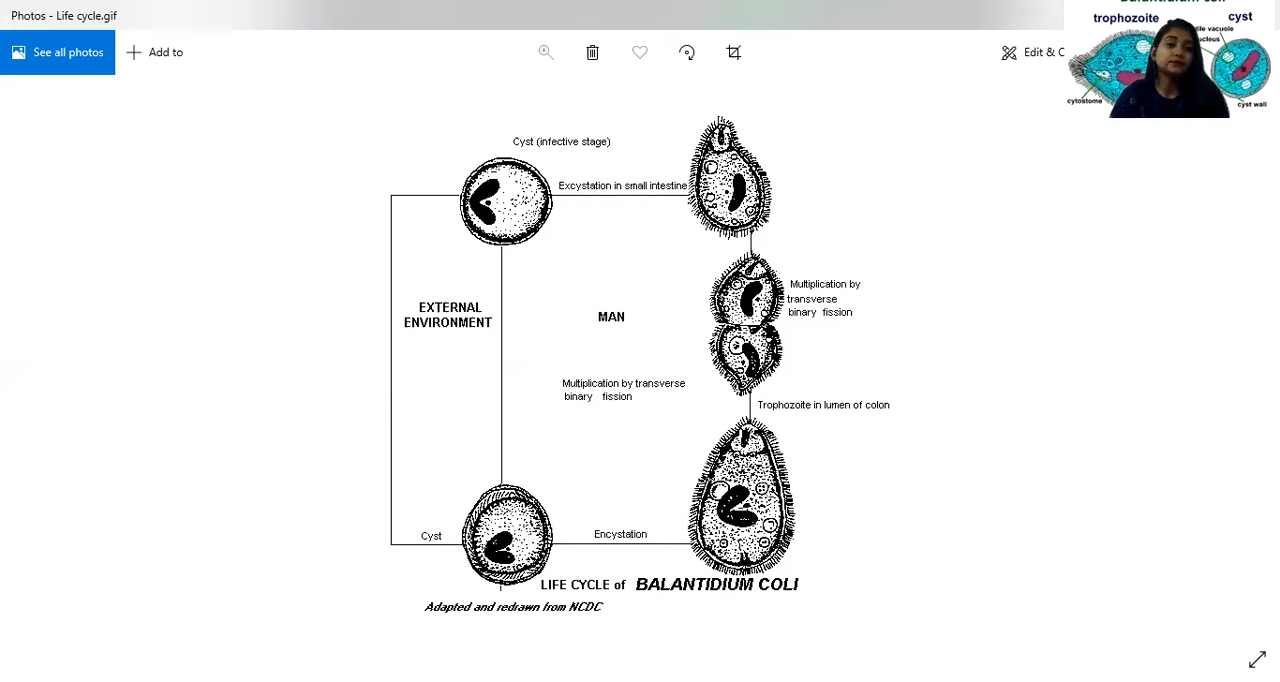 Photos - Life cycle.gif
See all photos
Add to
trophozoite
cyst
nucleus
cytostome
cyst wall
Cyst (infective stage)
Excystation in small intestine
EXTERNAL
ENVIRONMENT
MAN
Multiplication by
transverse
binary fission
Multiplication by transverse
binary fission
Trophozoite in lumen of colon
Cyst
Encystation
LIFE CYCLE of BALANTIDIUM COLI
Adapted and redrawn from NCDC